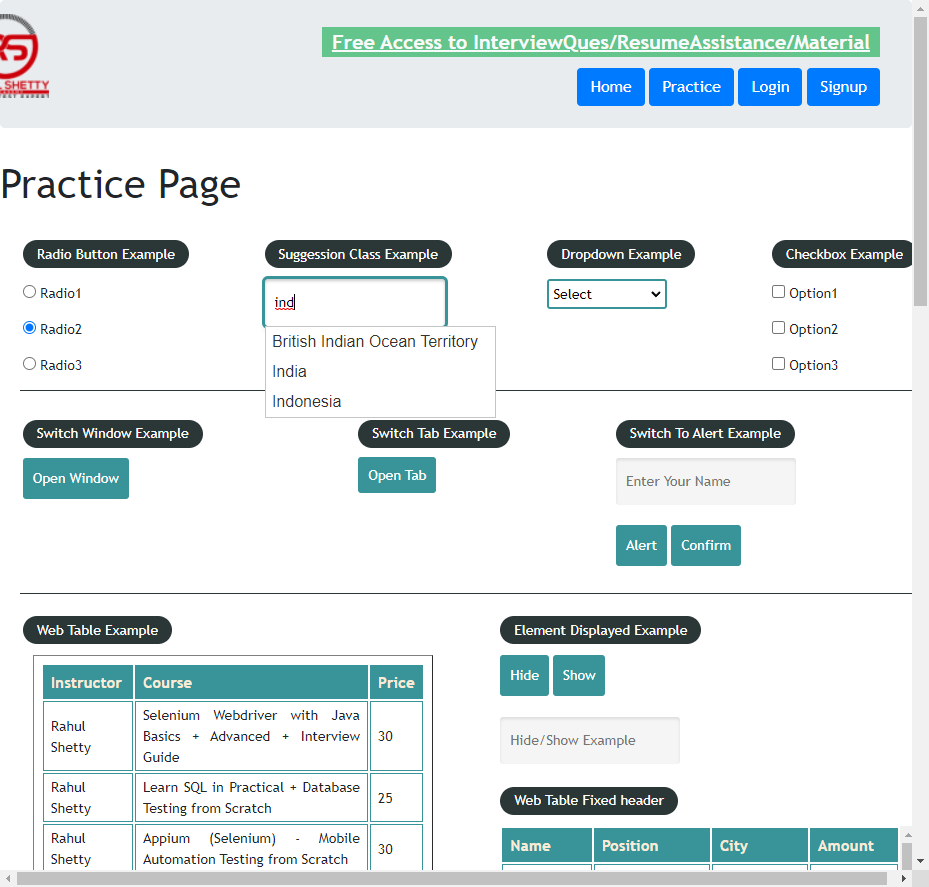 Free Access to InterviewQues/ResumeAssistance/Material
L SHETTY
Home Practice Login Signup
Practice Page
Radio Button Example
Suggession Class Example
Dropdown Example
Checkbox Example
Radio1
ind
Select
Option1
Radio2
Option2
British Indian Ocean Territory
Radio3
India
Option3
Indonesia
Switch Window Example
Switch Tab Example
Switch To Alert Example
Open Window
Open Tab
Enter Your Name
Alert Confirm
Web Table Example
Element Displayed Example
Instructor Course Price
Rahul Shetty
Selenium Webdriver with Java
Basics + Advanced + Interview
Guide
30
Rahul
Shetty
Learn SQL in Practical + Database
Testing from Scratch
25
Rahul
Shetty
Appium (Selenium) - Mobile
Automation Testing from Scratch
30
Hide Show
Hide/Show Example
Web Table Fixed header
Name Position City Amount